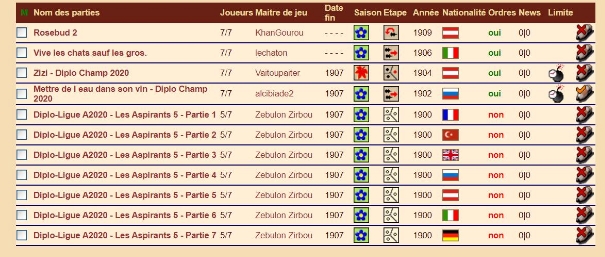 Nom des parties Joueurs Maitre de jeu Date fin Saison Etape Année Nationalité Ordres News Limite
Rosebud 2 7/7 KhanGourou ---- 1909 oui 0|0
Vive les chats sauf les gros. 7/7 lechaton ---- 1906 oui 0|0
Zizi - Diplo Champ 2020 7/7 Vaitoupaiter 1907 1904 oui 0|0
Mettre de l eau dans son vin - Diplo Champ 2020 7/7 alcibiade2 1907 1902 oui 0|0
Diplo-Ligue A2020 - Les Aspirants 5 - Partie 1 5/7 Zebulon Zirbou 1907 1900 non 0|0
Diplo-Ligue A2020 - Les Aspirants 5 - Partie 2 5/7 Zebulon Zirbou 1907 1900 non 0|0
Diplo-Ligue A2020 - Les Aspirants 5 - Partie 3 5/7 Zebulon Zirbou 1907 1900 non 0|0
Diplo-Ligue A2020 - Les Aspirants 5 - Partie 4 5/7 Zebulon Zirbou 1907 1900 non 0|0
Diplo-Ligue A2020 - Les Aspirants 5 - Partie 5 5/7 Zebulon Zirbou 1907 1900 non 0|0
Diplo-Ligue A2020 - Les Aspirants 5 - Partie 6 5/7 Zebulon Zirbou 1907 1900 non 0|0
Diplo-Ligue A2020 - Les Aspirants 5 - Partie 7 5/7 Zebulon Zirbou 1907 1900 non 0|0